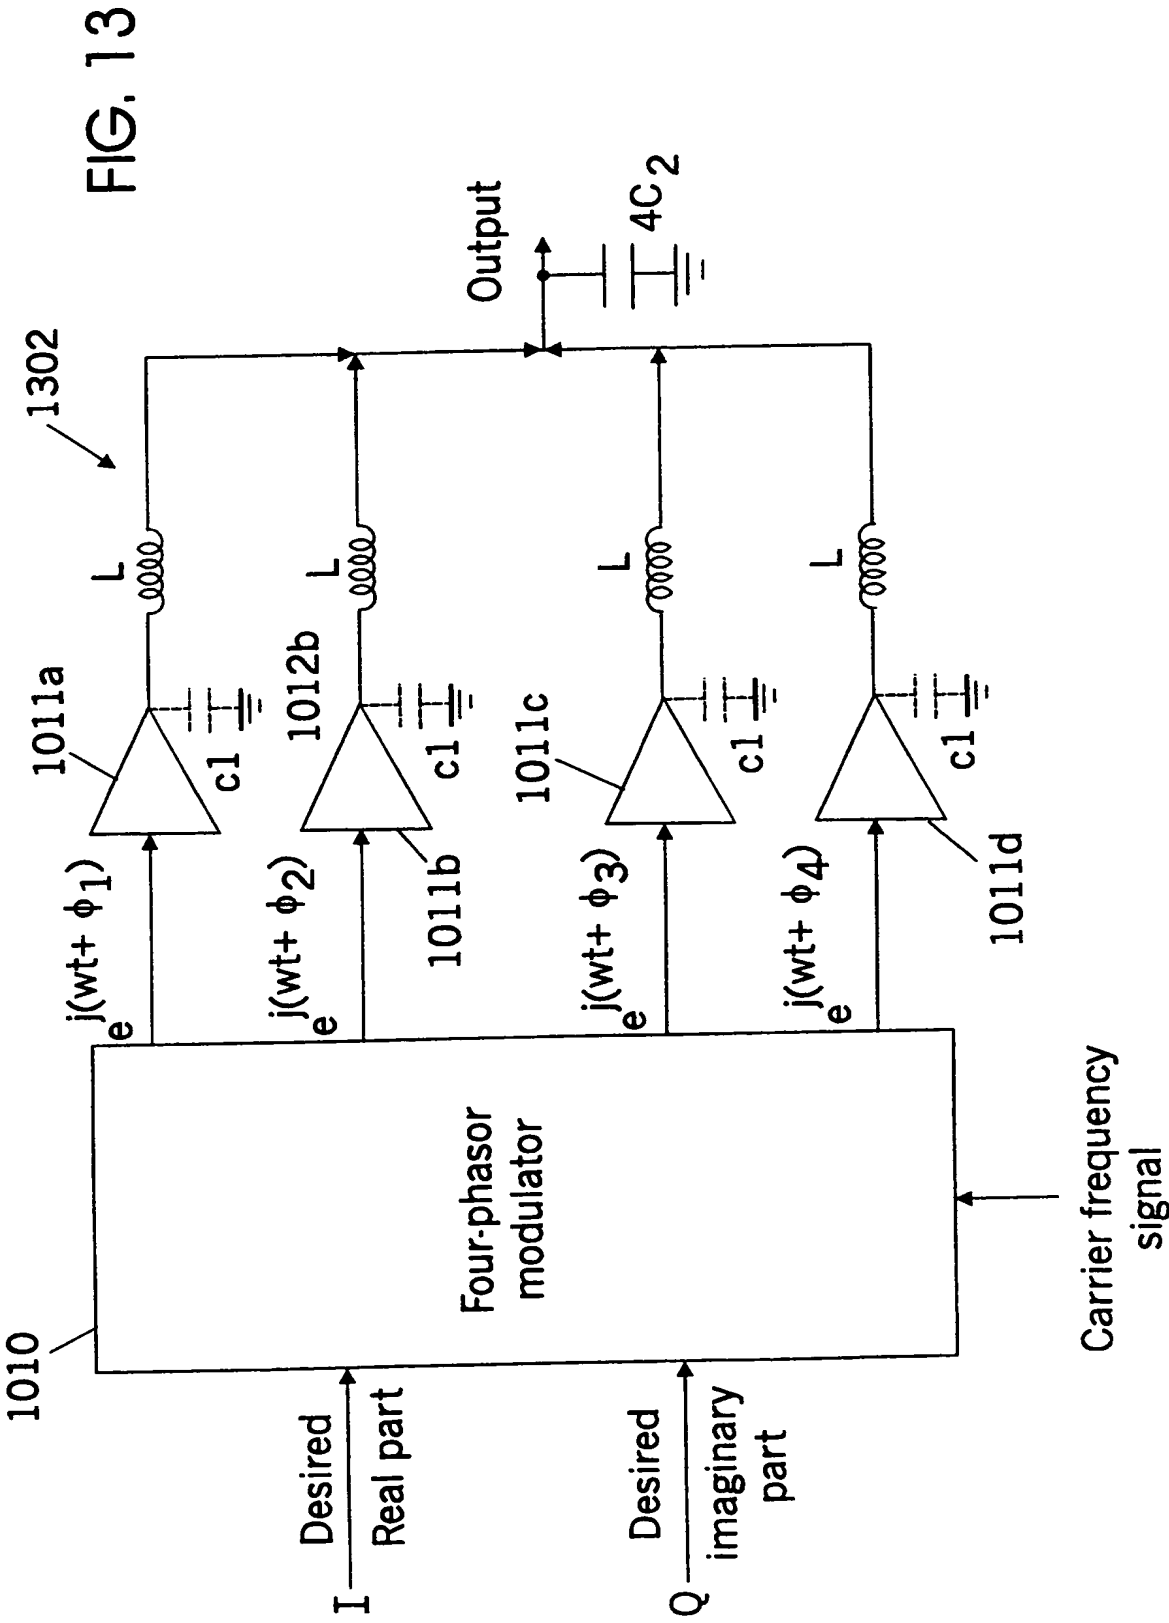 FIG. 13
1302
1010
I
Desired
Real part
Q
Desired
imaginary
part
Four-phasor
modulator
Carrier frequency
signal
e j(wt+ ϕ1)
1011a
c1
L
e j(wt+ ϕ2)
1011b
1012b
c1
L
e j(wt+ ϕ3)
1011c
c1
L
e j(wt+ ϕ4)
1011d
c1
L
Output
4C2